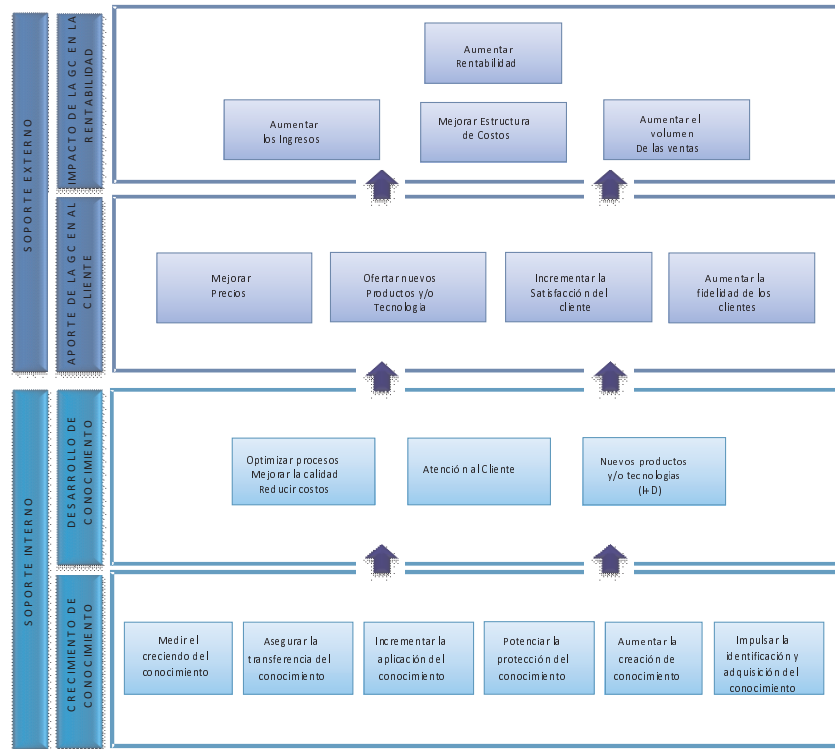 SOPORTE EXTERNO
IMPACTO DE LA GC EN LA
RENTABILIDAD
Aumentar
Rentabilidad
Aumentar
los Ingresos
Mejorar Estructura
de Costos
Aumentar el
volumen
De las ventas
APORTE DE LA GC EN AL
CLIENTE
Mejorar
Precios
Ofertar nuevos
Productos y/o
Tecnología
Incrementar la
Satisfacción del
cliente
Aumentar la
fidelidad de los
clientes
SOPORTE INTERNO
DESARROLLO DE
CONOCIMIENTO
Optimizar procesos
Mejorar la calidad
Reducir costos
Atención al Cliente
Nuevos productos
y/o tecnologías
(I+D)
CRECIMIENTO DE
CONOCIMIENTO
Medir el
creciendo del
conocimiento
Asegurar la
transferencia del
conocimiento
Incrementar la
aplicación del
conocimiento
Potenciar la
protección del
conocimiento
Aumentar la
creación de
conocimiento
Impulsar la
identificación y
adquisición del
conocimiento